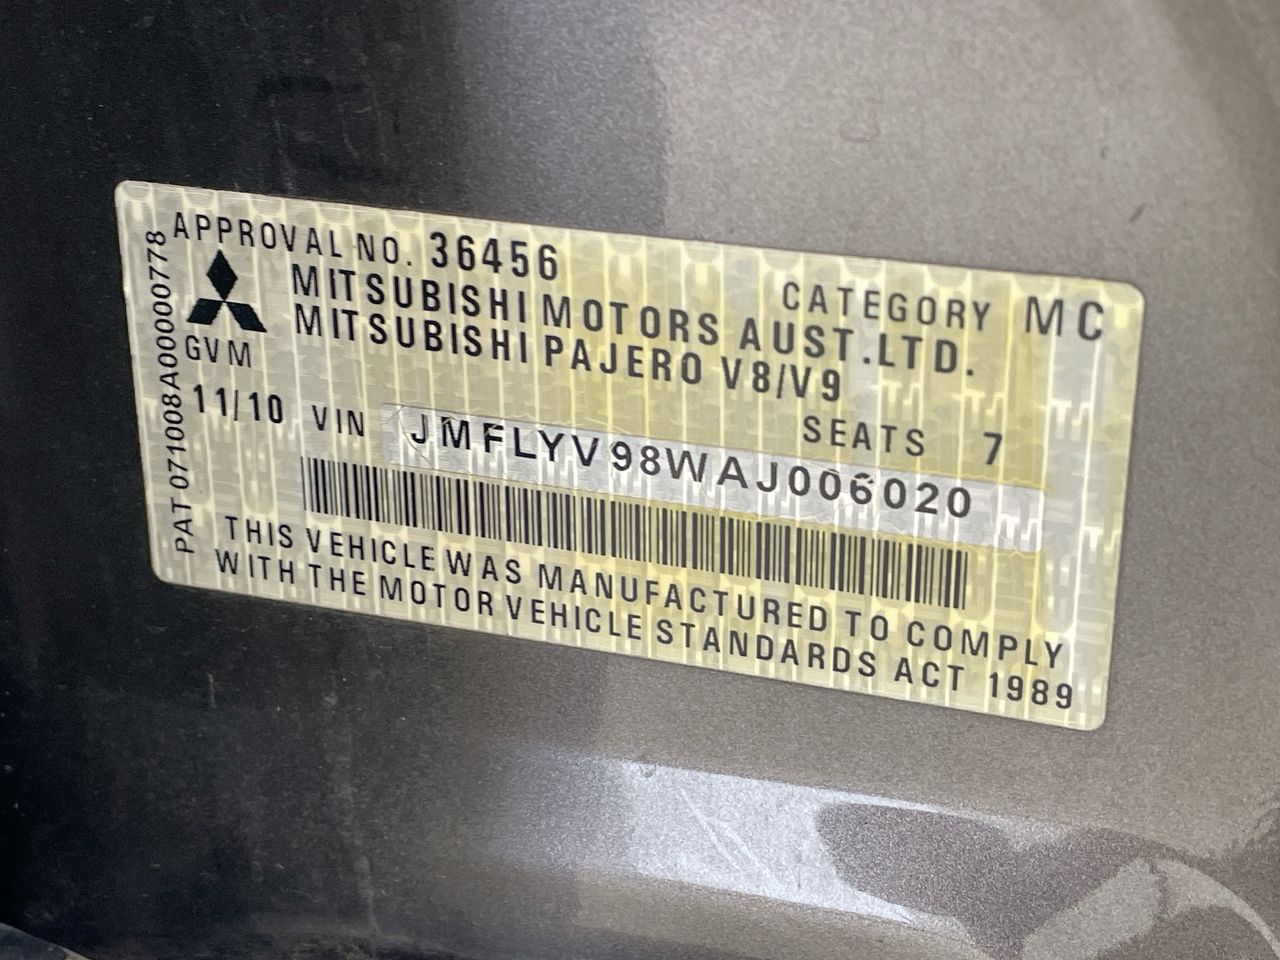 APPROVAL NO. 36456
CATEGORY MC
MITSUBISHI MOTORS AUST.LTD.
MITSUBISHI PAJERO V8/V9
GVM
SEATS 7
11/10 VIN JMFLYV98WAJ006020
THIS VEHICLE WAS MANUFACTURED TO COMPLY
WITH THE MOTOR VEHICLE STANDARDS ACT 1989
PAT 071008A00000778